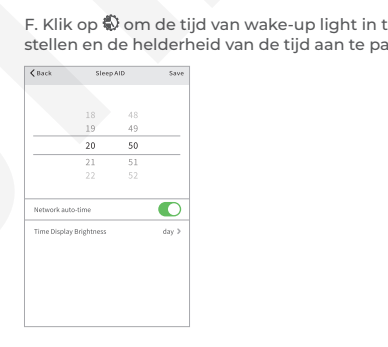 F. Klik op om de tijd van wake-up light in t
stellen en de helderheid van de tijd aan te pa
Back Sleep AID Save
18 48
19 49
20 50
21 51
22 52
Network auto-time
Time Display Brightness day